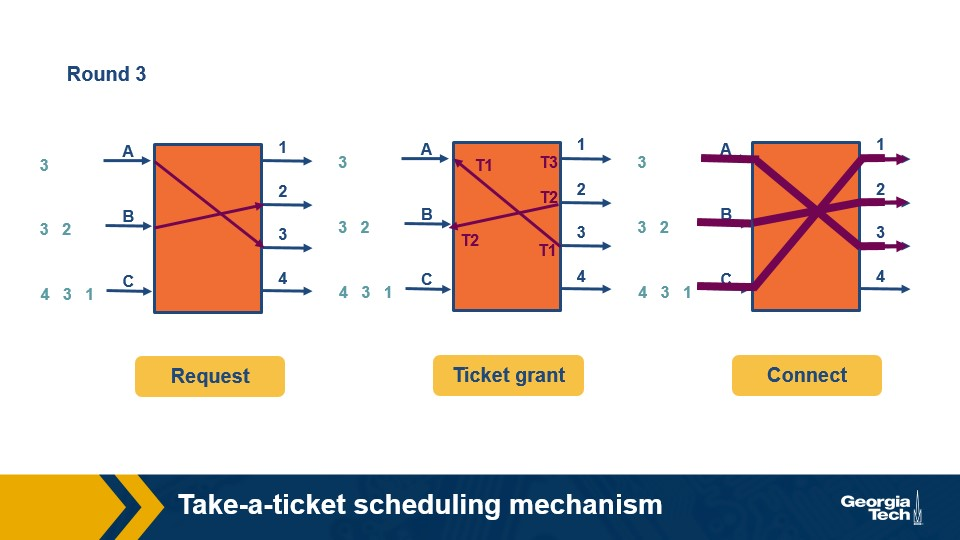 Round 3
A
3
B
3 2
C
4 3 1
1
2
3
4
Request
A
3
B
3 2
C
4 3 1
T1
T2
T3
T2
T1
1
2
3
4
Ticket grant
A
3
B
3 2
C
4 3 1
1
2
3
4
Connect
Take-a-ticket scheduling mechanism
Georgia
Tech